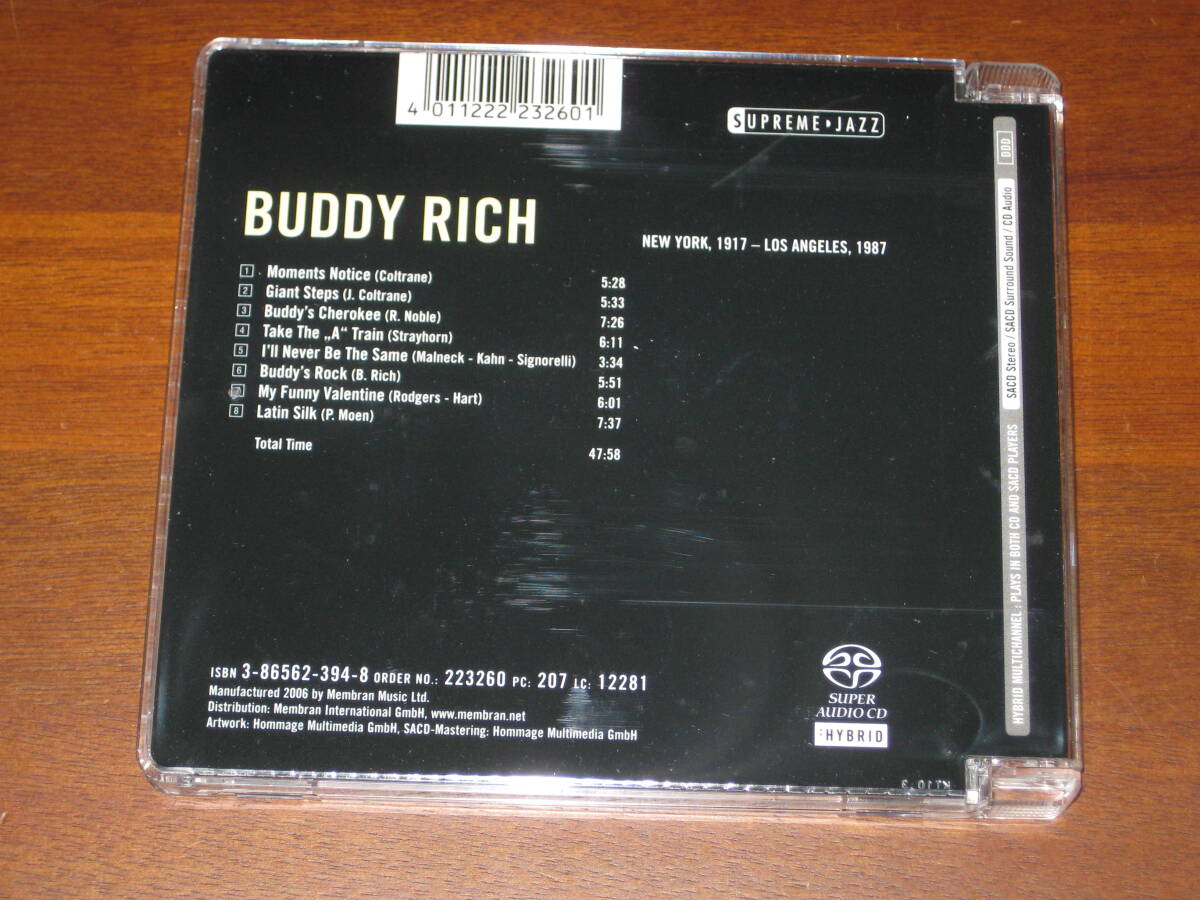 4 011222 232601
SUPREME JAZZ
BUDDY RICH
NEW YORK, 1917 – LOS ANGELES, 1987
1 Moments Notice (Coltrane) 5:28
2 Giant Steps (J. Coltrane) 5:33
3 Buddy's Cherokee (R. Noble) 7:26
4 Take The „A“ Train (Strayhorn) 6:11
5 I'll Never Be The Same (Malneck - Kahn - Signorelli) 3:34
6 Buddy's Rock (B. Rich) 5:51
7 My Funny Valentine (Rodgers - Hart) 6:01
8 Latin Silk (P. Moen) 7:37
Total Time 47:58
ISBN 3-86562-394-8 ORDER NO.: 223260 PC: 207 LC: 12281
Manufactured 2006 by Membran Music Ltd.
Distribution: Membran International GmbH, www.membran.net
Artwork: Hommage Multimedia GmbH, SACD-Mastering: Hommage Multimedia GmbH
SUPER
AUDIO CD
HYBRID
HYBRID MULTICHANNEL : PLAYS IN BOTH CD AND SACD PLAYERS SACD Stereo / SACD Surround Sound / CD Audio DDD